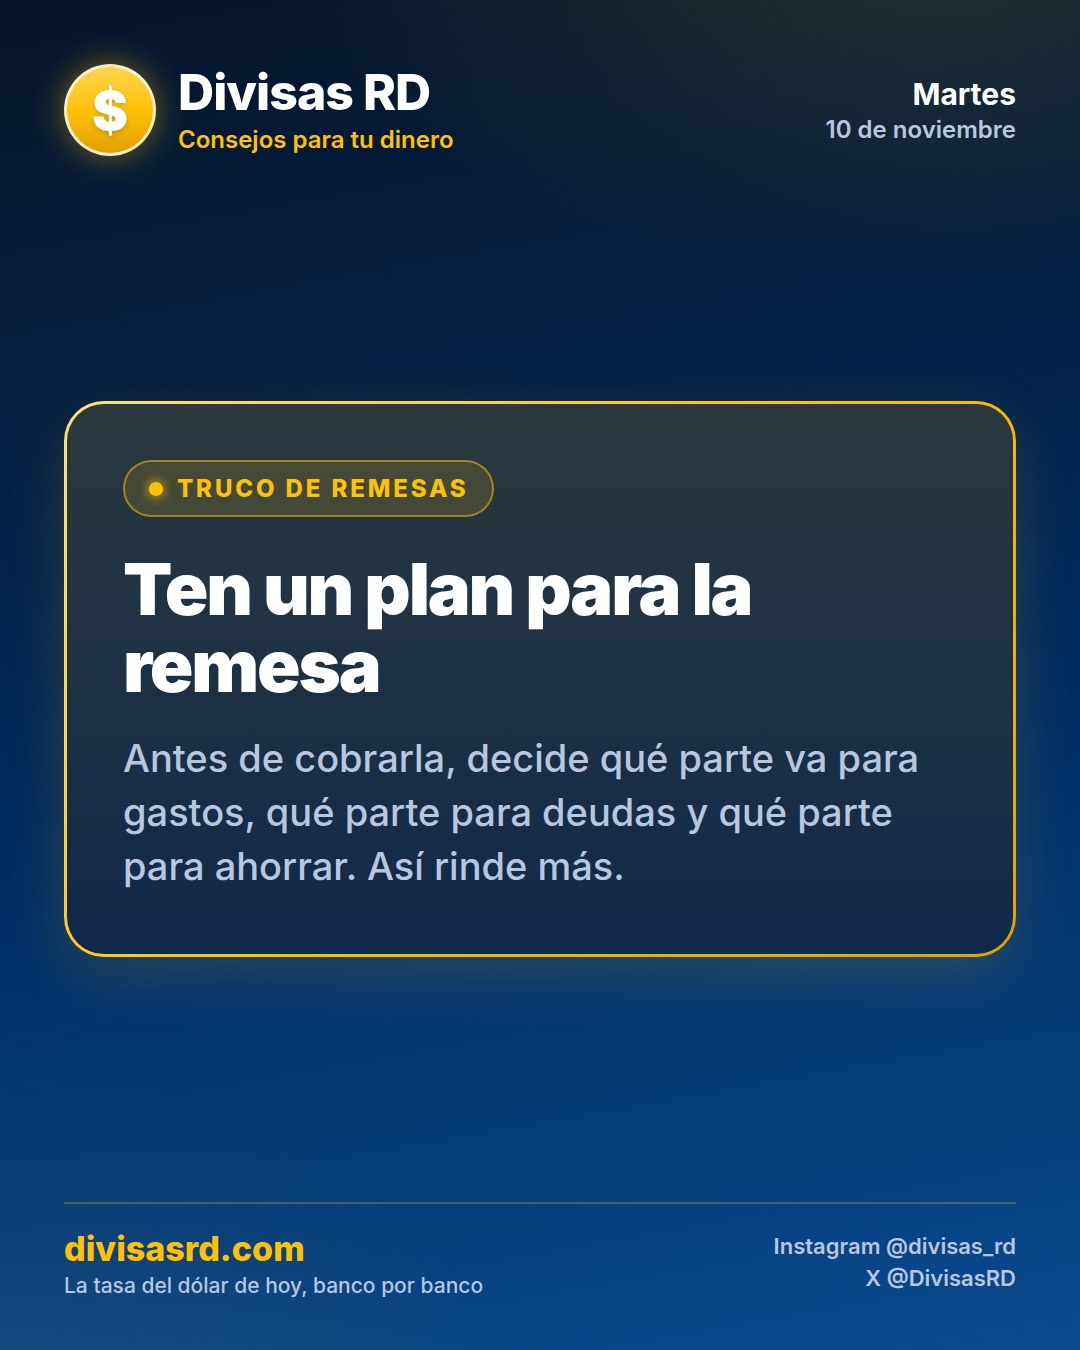 $
Divisas RD
Consejos para tu dinero
Martes
10 de noviembre
TRUCO DE REMESAS
Ten un plan para la
remesa
Antes de cobrarla, decide qué parte va para
gastos, qué parte para deudas y qué parte
para ahorrar. Así rinde más.
divisasrd.com
La tasa del dólar de hoy, banco por banco
Instagram @divisas_rd
X @DivisasRD